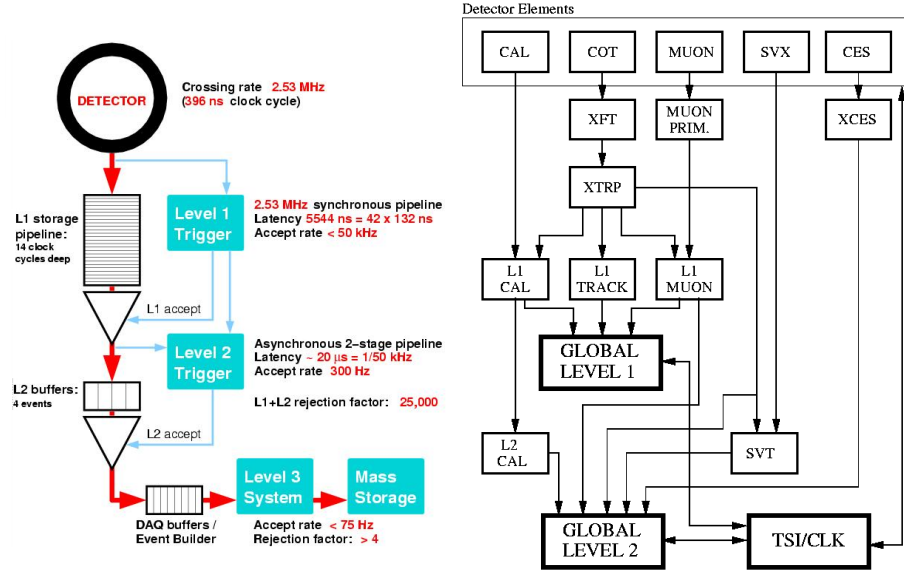 DETECTOR
Crossing rate 2.53 MHz
(396 ns clock cycle)
L1 storage
pipeline:
14 clock
cycles deep
Level 1
Trigger
2.53 MHz synchronous pipeline
Latency 5544 ns = 42 x 132 ns
Accept rate < 50 kHz
L1 accept
Level 2
Trigger
Asynchronous 2-stage pipeline
Latency ~ 20 µs = 1/50 kHz
Accept rate 300 Hz
L1+L2 rejection factor: 25,000
L2 buffers:
4 events
L2 accept
DAQ buffers /
Event Builder
Level 3
System
Mass
Storage
Accept rate < 75 Hz
Rejection factor: > 4
Detector Elements
CAL
COT
MUON
SVX
CES
XFT
MUON
PRIM.
XCES
XTRP
L1
CAL
L1
TRACK
L1
MUON
GLOBAL
LEVEL 1
L2
CAL
SVT
GLOBAL
LEVEL 2
TSI/CLK